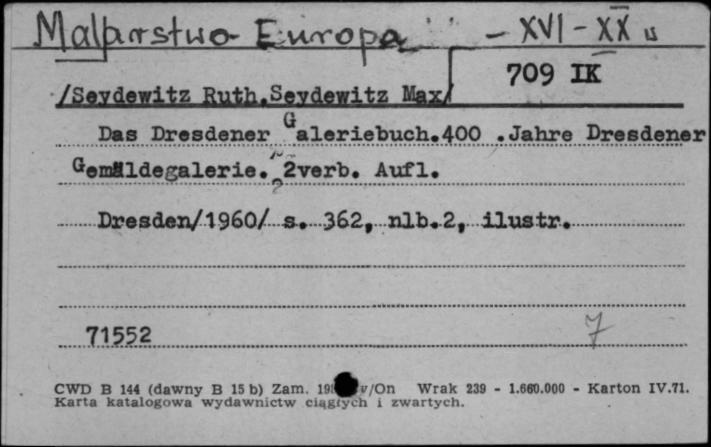 Malarstwo Europa - XVI - XX w
709 IK
/Seydewitz Ruth,Seydewitz Max/
Das Dresdener Galeriebuch.400 .Jahre Dresdener
Gemäldegalerie. 2verb. Aufl.
Dresden/1960/ s. 362, nlb.2, ilustr.
71552 7
CWD B 144 (dawny B 15 b) Zam. /On Wrak 239 - 1.660.000 - Karton IV.71.
Karta katalogowa wydawnictw ciągłych i zwartych.